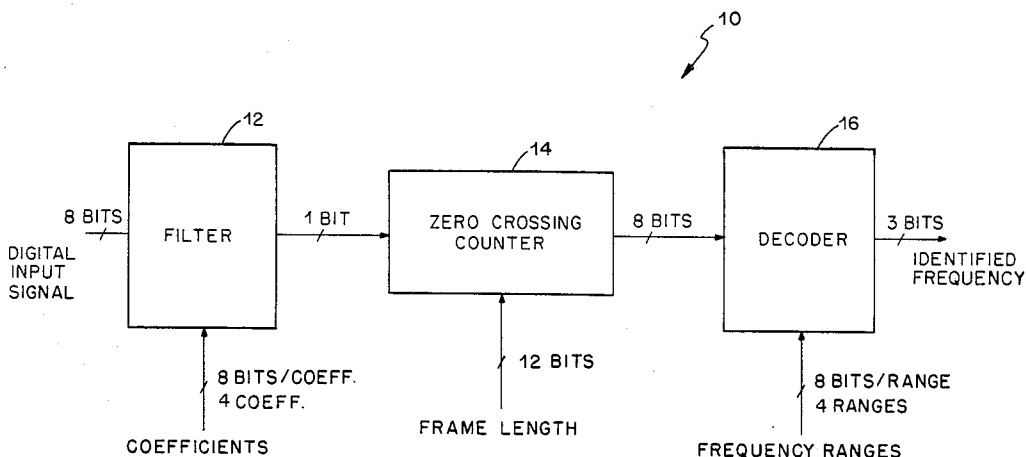 10
12
14
16
8 BITS
DIGITAL
INPUT
SIGNAL
FILTER
1 BIT
ZERO CROSSING
COUNTER
8 BITS
DECODER
3 BITS
IDENTIFIED
FREQUENCY
8 BITS/COEFF.
4 COEFF.
COEFFICIENTS
12 BITS
FRAME LENGTH
8 BITS/RANGE
4 RANGES
FREQUENCY RANGES